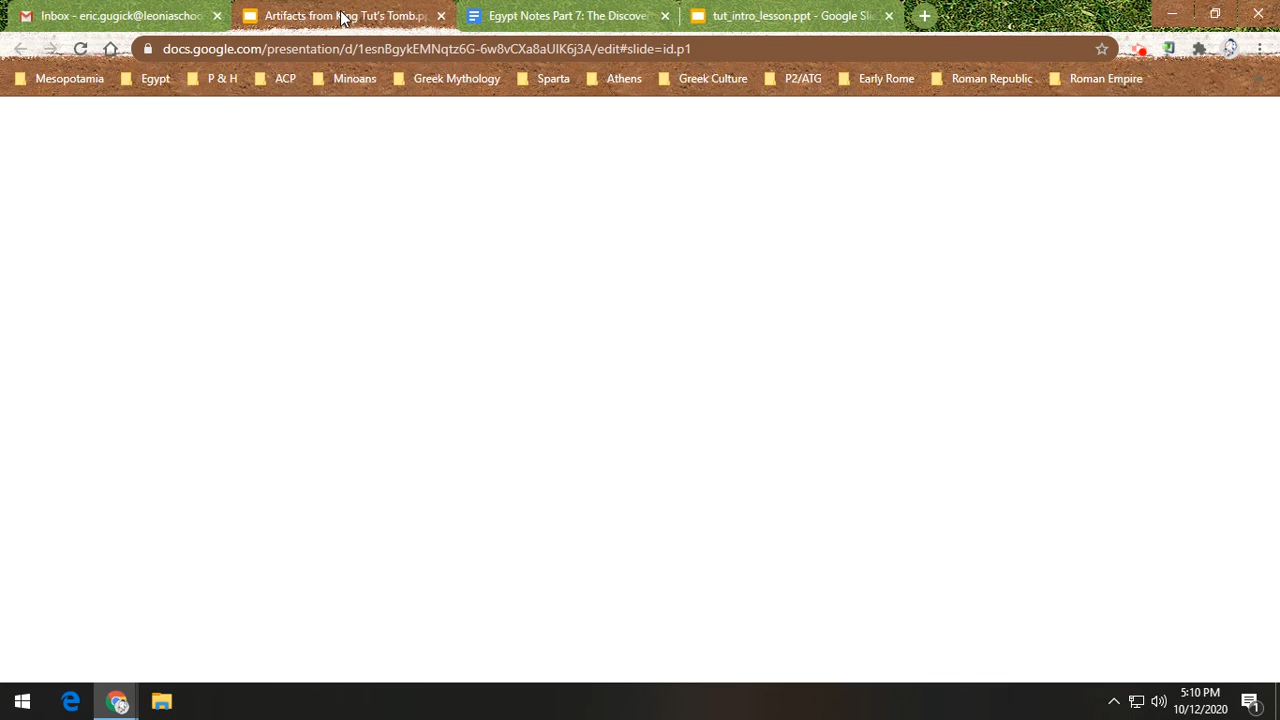 Inbox - eric.gugick@leoniascho
Artifacts from King Tut's Tomb.p
Egypt Notes Part 7: The Discove
tut_intro_lesson.ppt - Google Sli
docs.google.com/presentation/d/1esnBgykEMNqtz6G-6w8vCXa8aUlK6j3A/edit#slide=id.p1
Mesopotamia Egypt P & H ACP Minoans Greek Mythology Sparta Athens Greek Culture P2/ATG Early Rome Roman Republic Roman Empire
5:10 PM
10/12/2020
1